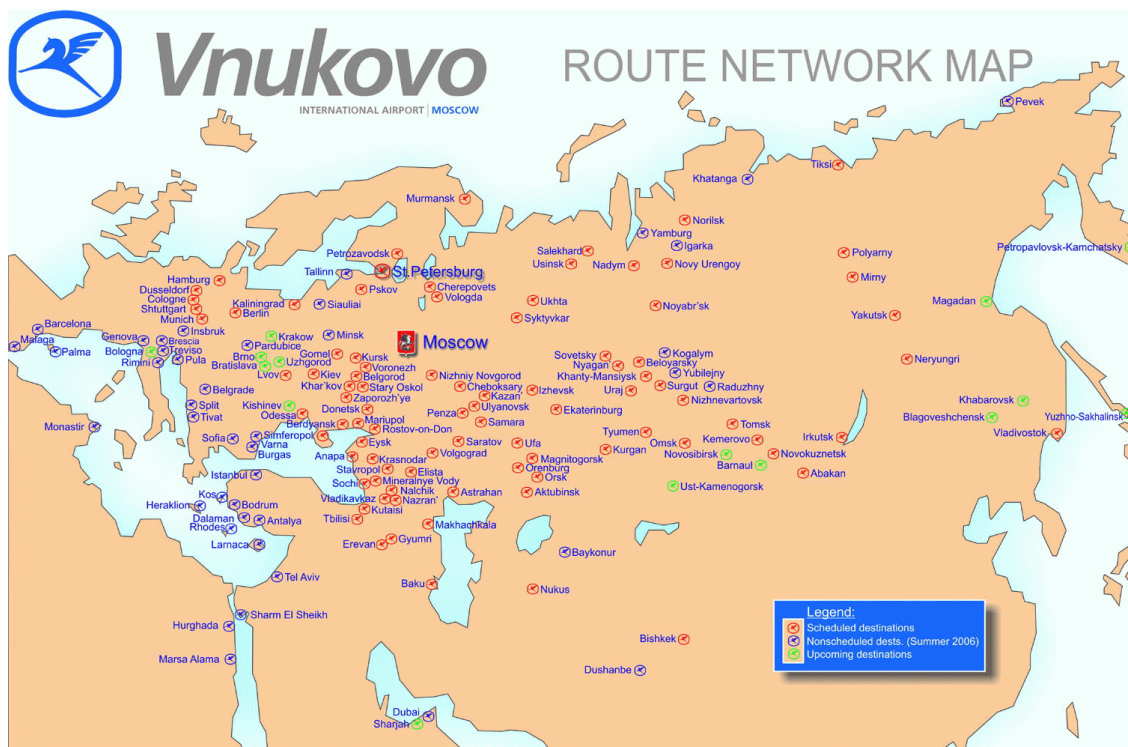 Vnukovo
INTERNATIONAL AIRPORT | MOSCOW
ROUTE NETWORK MAP
Pevek
Tiksi
Khatanga
Murmansk
Norilsk
Yamburg
Igarka
Petropavlovsk-Kamchatsky
Petrozavodsk
Salekhard
Usinsk
Nadym
Novy Urengoy
Polyarny
Mirny
Tallinn
St.Petersburg
Hamburg
Dusseldorf
Cologne
Shtuttgart
Munich
Berlin
Kaliningrad
Siauliai
Pskov
Cherepovets
Vologda
Ukhta
Syktyvkar
Noyabr'sk
Magadan
Yakutsk
Barcelona
Malaga
Palma
Genova
Bologna
Rimini
Insbruk
Brescia
Treviso
Pula
Krakow
Pardubice
Brno
Bratislava
Uzhgorod
Lvov
Minsk
Gomel
Kiev
Moscow
Kursk
Voronezh
Belgorod
Khar'kov
Stary Oskol
Zaporozh'ye
Nizhniy Novgorod
Cheboksary
Kazan'
Ulyanovsk
Penza
Samara
Izhevsk
Ekaterinburg
Sovetsky
Nyagan
Khanty-Mansiysk
Uraj
Beloyarsky
Kogalym
Yubilejny
Surgut
Raduzhny
Nizhnevartovsk
Neryungri
Khabarovsk
Blagoveshchensk
Yuzhno-Sakhalinsk
Vladivostok
Belgrade
Split
Tivat
Kishinev
Odessa
Donetsk
Berdyansk
Mariupol
Rostov-on-Don
Monastir
Sofia
Simferopol
Varna
Burgas
Eysk
Saratov
Ufa
Tyumen
Omsk
Tomsk
Kemerovo
Irkutsk
Anapa
Krasnodar
Volgograd
Magnitogorsk
Kurgan
Novosibirsk
Novokuznetsk
Barnaul
Abakan
Stavropol
Elista
Orenburg
Orsk
Istanbul
Sochi
Mineralnye Vody
Nalchik
Vladikavkaz
Nazran'
Astrahan
Aktubinsk
Ust-Kamenogorsk
Kos
Heraklion
Bodrum
Dalaman
Rhodes
Antalya
Kutaisi
Tbilisi
Makhachkala
Larnaca
Erevan
Gyumri
Baykonur
Tel Aviv
Baku
Nukus
Sharm El Sheikh
Hurghada
Bishkek
Marsa Alama
Dushanbe
Dubai
Sharjah
Legend:
Scheduled destinations
Nonscheduled dests. (Summer 2006)
Upcoming destinations